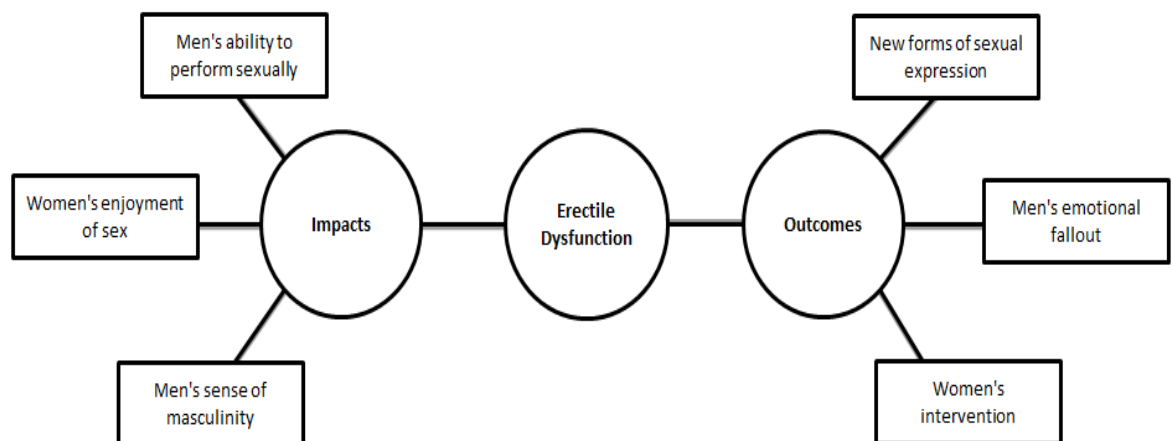 Men's ability to
perform sexually
New forms of sexual
expression
Women's enjoyment
of sex
Impacts
Erectile
Dysfunction
Outcomes
Men's emotional
fallout
Men's sense of
masculinity
Women's
intervention